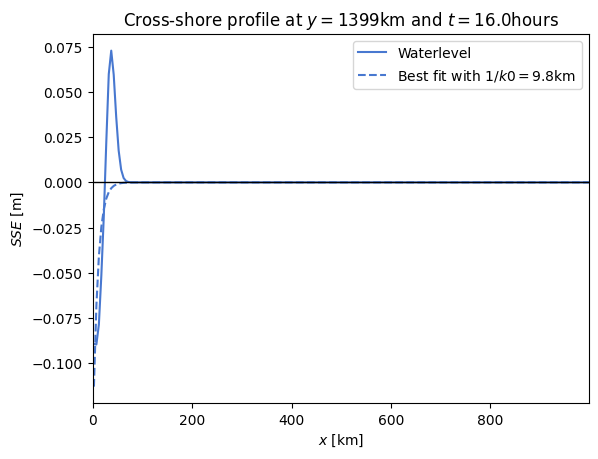 Cross-shore profile at y = 1399km and t = 16.0hours
Waterlevel
Best fit with 1/k0 = 9.8km
0.075
0.050
0.025
0.000
−0.025
−0.050
−0.075
−0.100
SSE [m]
0 200 400 600 800
x [km]